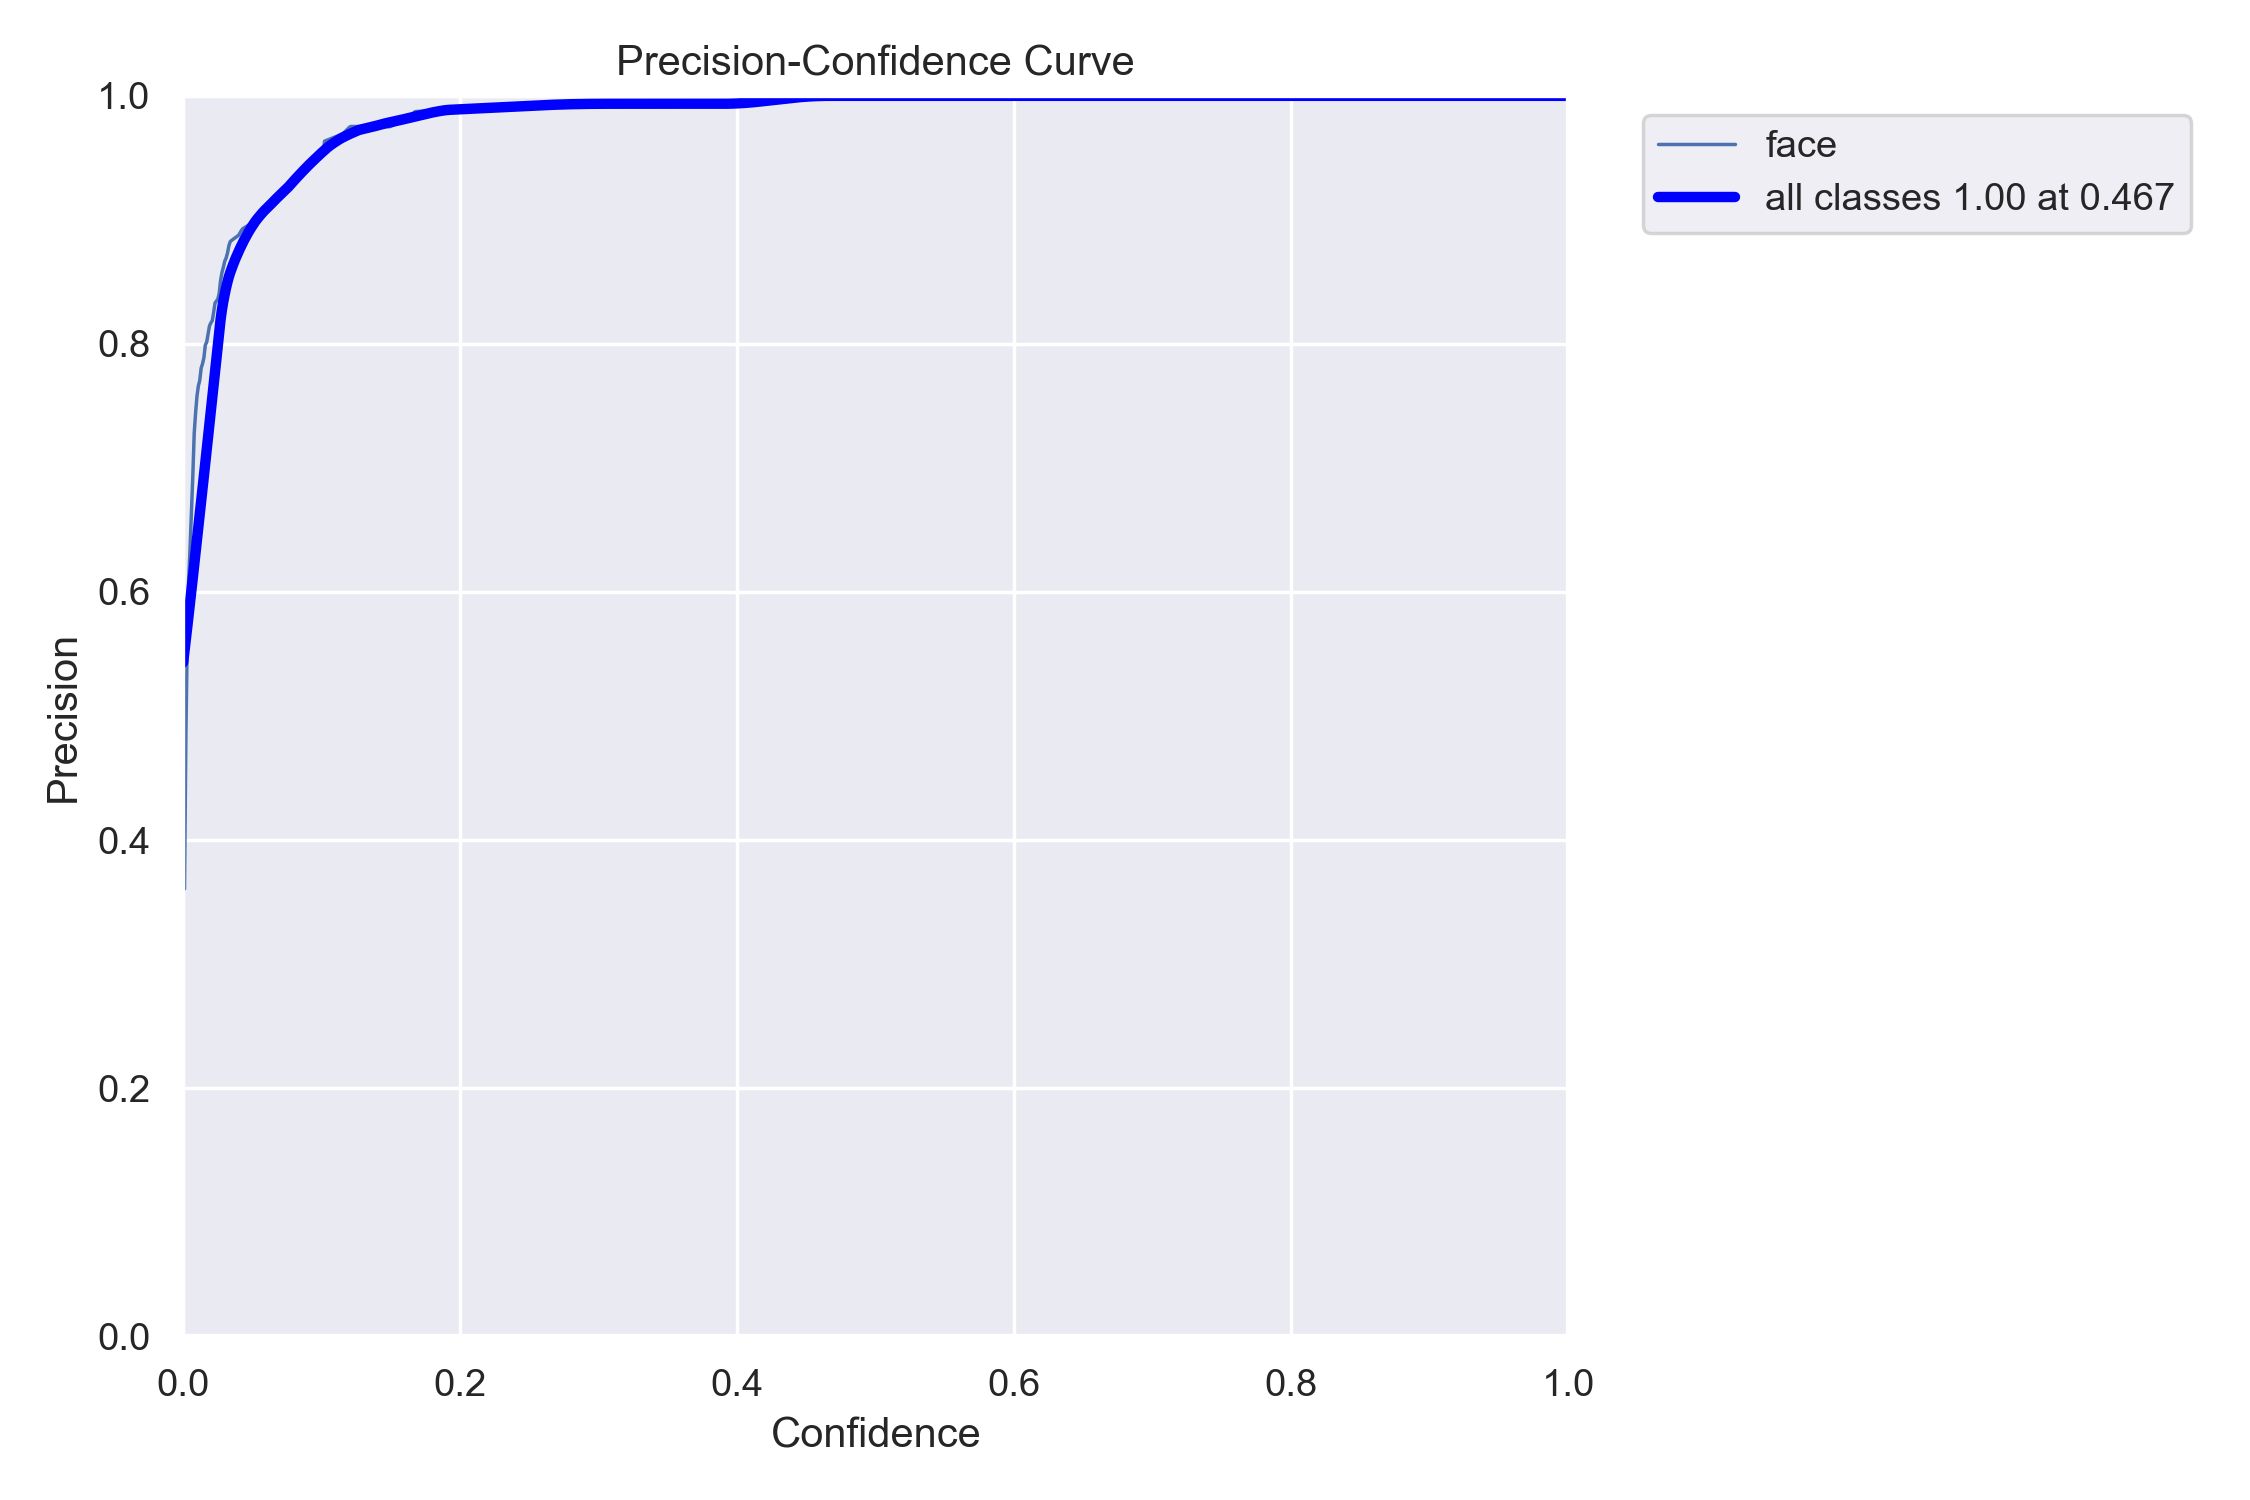 Precision-Confidence Curve
1.0
0.8
0.6
0.4
0.2
0.0
Precision
0.0 0.2 0.4 0.6 0.8 1.0
Confidence
face
all classes 1.00 at 0.467